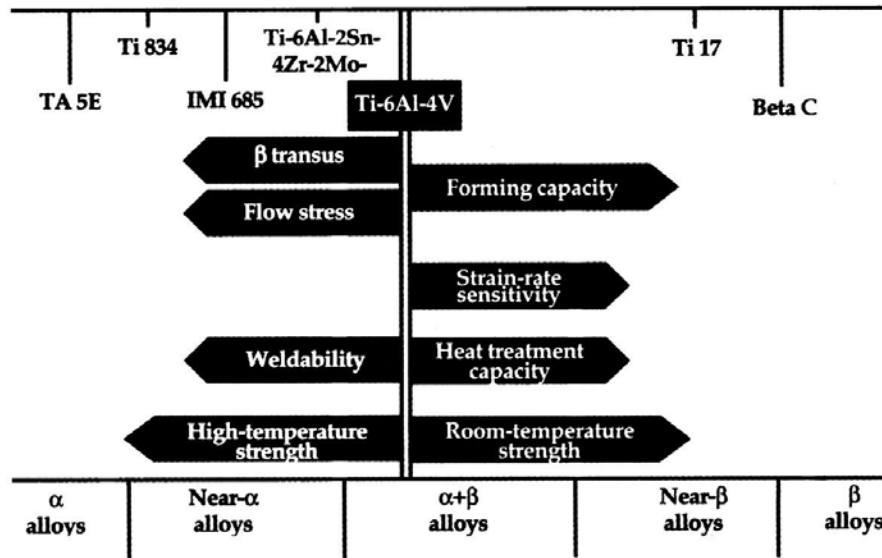 TA 5E
Ti 834
IMI 685
Ti-6Al-2Sn-
4Zr-2Mo-
Ti-6Al-4V
Ti 17
Beta C
β transus
Flow stress
Forming capacity
Strain-rate
sensitivity
Weldability
Heat treatment
capacity
High-temperature
strength
Room-temperature
strength
α
alloys
Near-α
alloys
α+β
alloys
Near-β
alloys
β
alloys